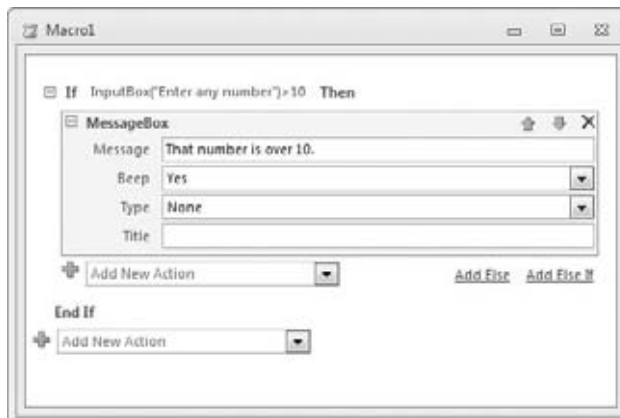 Macro1
If InputBox("Enter any number")>10 Then
MessageBox
Message That number is over 10.
Beep Yes
Type None
Title
Add New Action Add Else Add Else If
End If
Add New Action